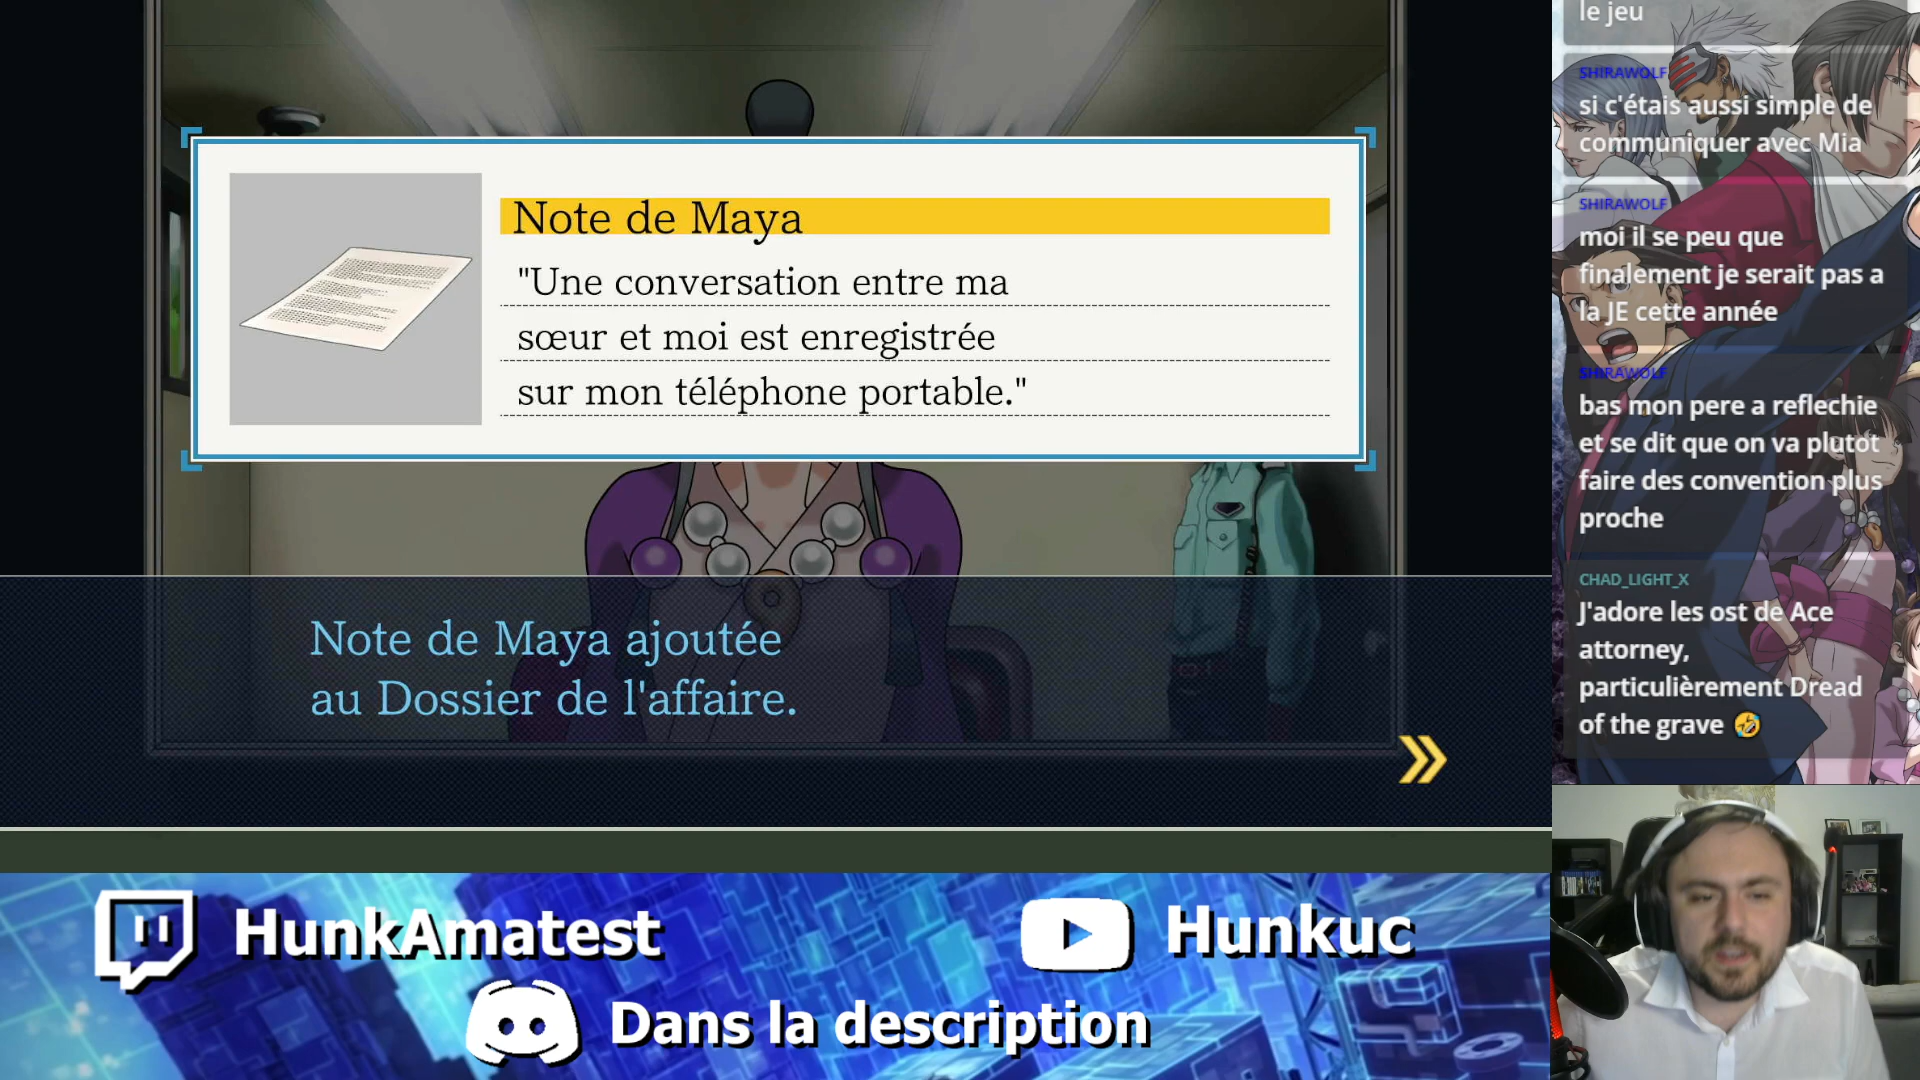 Note de Maya
"Une conversation entre ma
sœur et moi est enregistrée
sur mon téléphone portable."
Note de Maya ajoutée
au Dossier de l'affaire.
le jeu
SHIRAWOLF
si c'étais aussi simple de
communiquer avec Mia
SHIRAWOLF
moi il se peu que
finalement je serait pas a
la JE cette année
SHIRAWOLF
bas mon pere a reflechie
et se dit que on va plutot
faire des convention plus
proche
CHAD_LIGHT_X
J'adore les ost de Ace
attorney,
particulièrement Dread
of the grave 🤣
HunkAmatest
Hunkuc
Dans la description